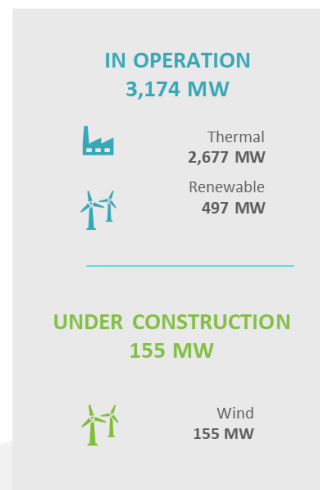 IN OPERATION
3,174 MW
Thermal
2,677 MW
Renewable
497 MW
UNDER CONSTRUCTION
155 MW
Wind
155 MW